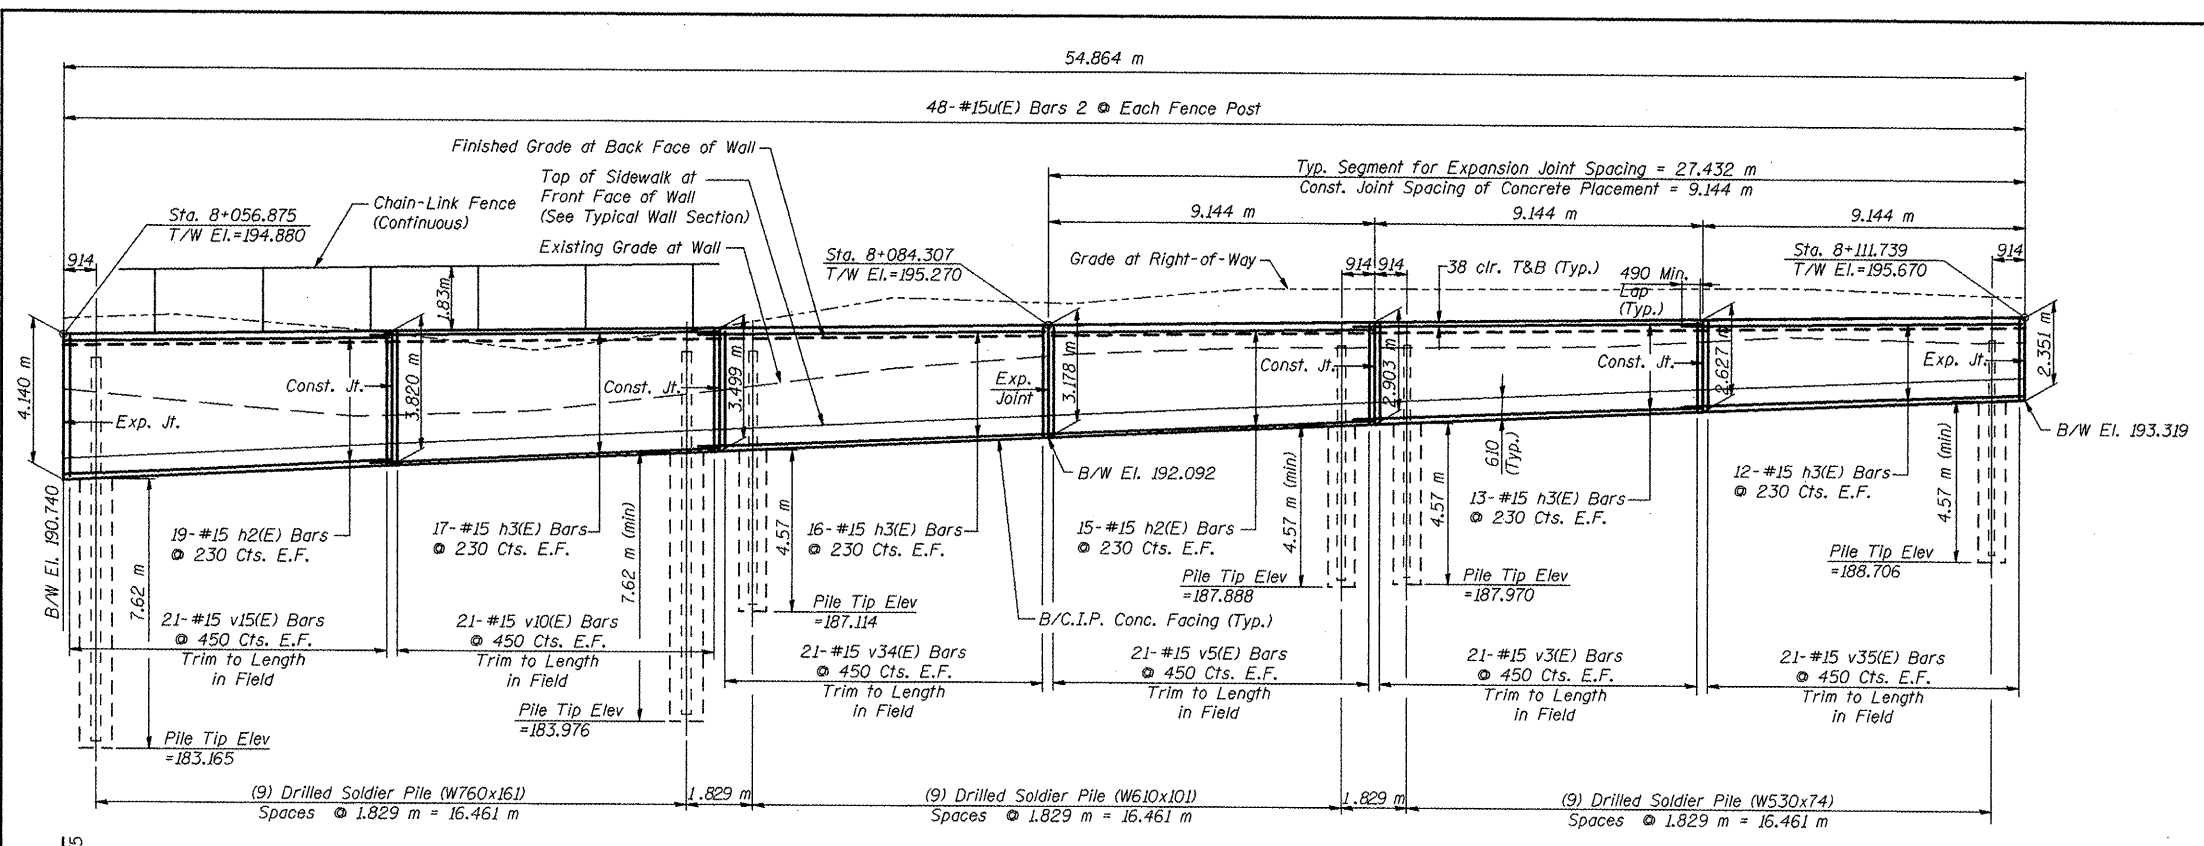 54.864 m
48-#15u(E) Bars 2 @ Each Fence Post
Finished Grade at Back Face of Wall
Top of Sidewalk at
Front Face of Wall
(See Typical Wall Section)
Existing Grade at Wall
Chain-Link Fence
(Continuous)
Sta. 8+056.875
T/W El.=194.880
914
1.83m
Sta. 8+084.307
T/W El.=195.270
Typ. Segment for Expansion Joint Spacing = 27.432 m
Const. Joint Spacing of Concrete Placement = 9.144 m
9.144 m
9.144 m
9.144 m
Grade at Right-of-Way
914
914
38 clr. T&B (Typ.)
490 Min.
Lap
(Typ.)
Sta. 8+111.739
T/W El.=195.670
914
4.140 m
Exp. Jt.
Const. Jt.
3.820 m
Const. Jt.
3.499 m
Exp.
Joint
3.178 m
Const. Jt.
2.903 m
Const. Jt.
2.627 m
Exp. Jt.
2.351 m
B/W El. 190.740
7.62 m
19-#15 h2(E) Bars
@ 230 Cts. E.F.
17-#15 h3(E) Bars
@ 230 Cts. E.F.
7.62 m (min)
4.57 m
16-#15 h3(E) Bars
@ 230 Cts. E.F.
B/W El. 192.092
15-#15 h2(E) Bars
@ 230 Cts. E.F.
4.57 m (min)
4.57 m
610
(Typ.)
13-#15 h3(E) Bars
@ 230 Cts. E.F.
12-#15 h3(E) Bars
@ 230 Cts. E.F.
4.57 m (min)
B/W El. 193.319
Pile Tip Elev
=187.114
B/C.I.P. Conc. Facing (Typ.)
Pile Tip Elev
=187.888
Pile Tip Elev
=187.970
Pile Tip Elev
=188.706
21-#15 v15(E) Bars
@ 450 Cts. E.F.
Trim to Length
in Field
21-#15 v10(E) Bars
@ 450 Cts. E.F.
Trim to Length
in Field
21-#15 v34(E) Bars
@ 450 Cts. E.F.
Trim to Length
in Field
21-#15 v5(E) Bars
@ 450 Cts. E.F.
Trim to Length
in Field
21-#15 v3(E) Bars
@ 450 Cts. E.F.
Trim to Length
in Field
21-#15 v35(E) Bars
@ 450 Cts. E.F.
Trim to Length
in Field
Pile Tip Elev
=183.165
Pile Tip Elev
=183.976
(9) Drilled Soldier Pile (W760x161)
Spaces @ 1.829 m = 16.461 m
1.829 m
(9) Drilled Soldier Pile (W610x101)
Spaces @ 1.829 m = 16.461 m
1.829 m
(9) Drilled Soldier Pile (W530x74)
Spaces @ 1.829 m = 16.461 m